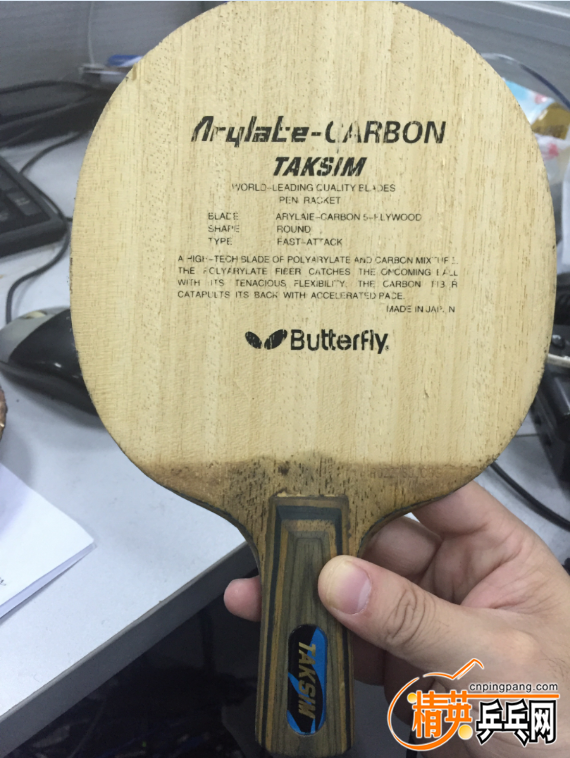 Arylate-CARBON
TAKSIM
WORLD-LEADING QUALITY BLADES
PEN RACKET
BLADE ARYLATE-CARBON 5-PLYWOOD
SHAPE ROUND
TYPE FAST-ATTACK
A HIGH-TECH BLADE OF POLYARYLATE AND CARBON MIXTURE.
THE POLYARYLATE FIBER CATCHES THE ONCOMING BALL
WITH ITS TENACIOUS FLEXIBILITY. THE CARBON FIBER
CATAPULTS ITS BACK WITH ACCELERATED PACE.
MADE IN JAPAN
Butterfly
TAKSIM
cnpingpang.com
精英乒乓网